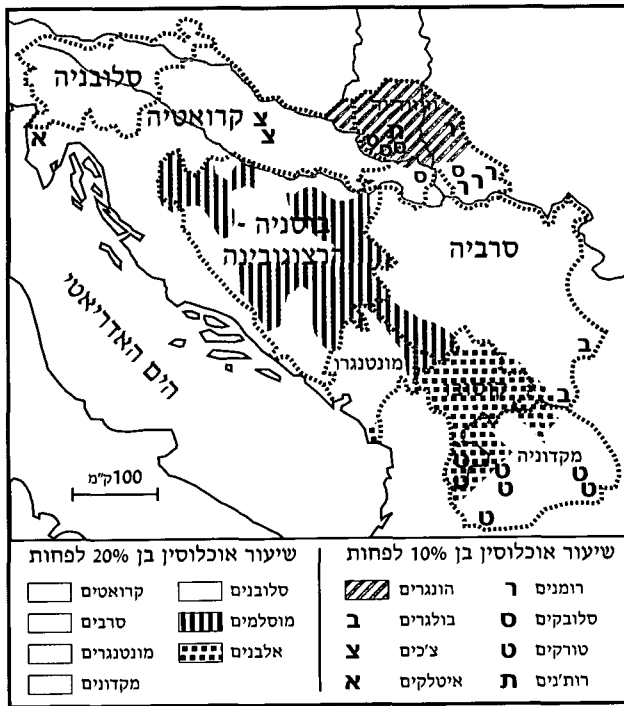 סלובניה
קרואטיה
צ
צ
א
ת
ר
ס ס ס
ס
ס
ר ר ר
בוסניה -
הרצגובינה
סרביה
הים האדריאטי
מונטנגרו
ב
ב
מקדוניה
ט
ט
ט
ט
ט
ט
ט
100 ק"מ
שיעור אוכלוסין בן 20% לפחות
קרואטים
סלובנים
סרבים
מוסלמים
מונטנגרים
אלבנים
מקדונים
שיעור אוכלוסין בן 10% לפחות
הונגרים
ר רומנים
ב בולגרים
ס סלובקים
צ צ'כים
ט טורקים
א איטלקים
ת רות'נים